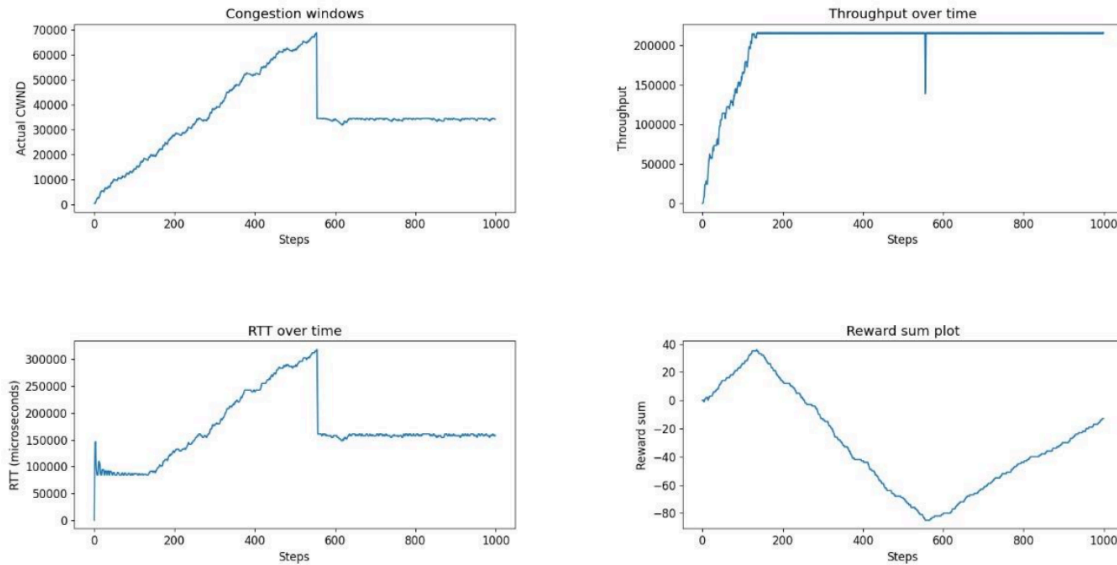 Congestion windows
Actual CWND
70000
60000
50000
40000
30000
20000
10000
0
0 200 400 600 800 1000
Steps
Throughput over time
Throughput
200000
150000
100000
50000
0
0 200 400 600 800 1000
Steps
RTT over time
RTT (microseconds)
300000
250000
200000
150000
100000
50000
0
0 200 400 600 800 1000
Steps
Reward sum plot
Reward sum
40
20
0
−20
−40
−60
−80
0 200 400 600 800 1000
Steps